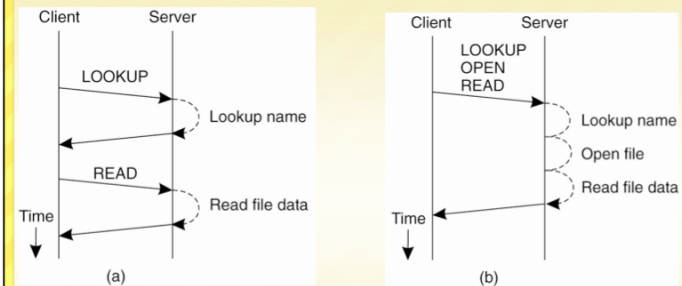 Client Server
LOOKUP
Lookup name
READ
Read file data
Time
(a)
Client Server
LOOKUP
OPEN
READ
Lookup name
Open file
Read file data
Time
(b)